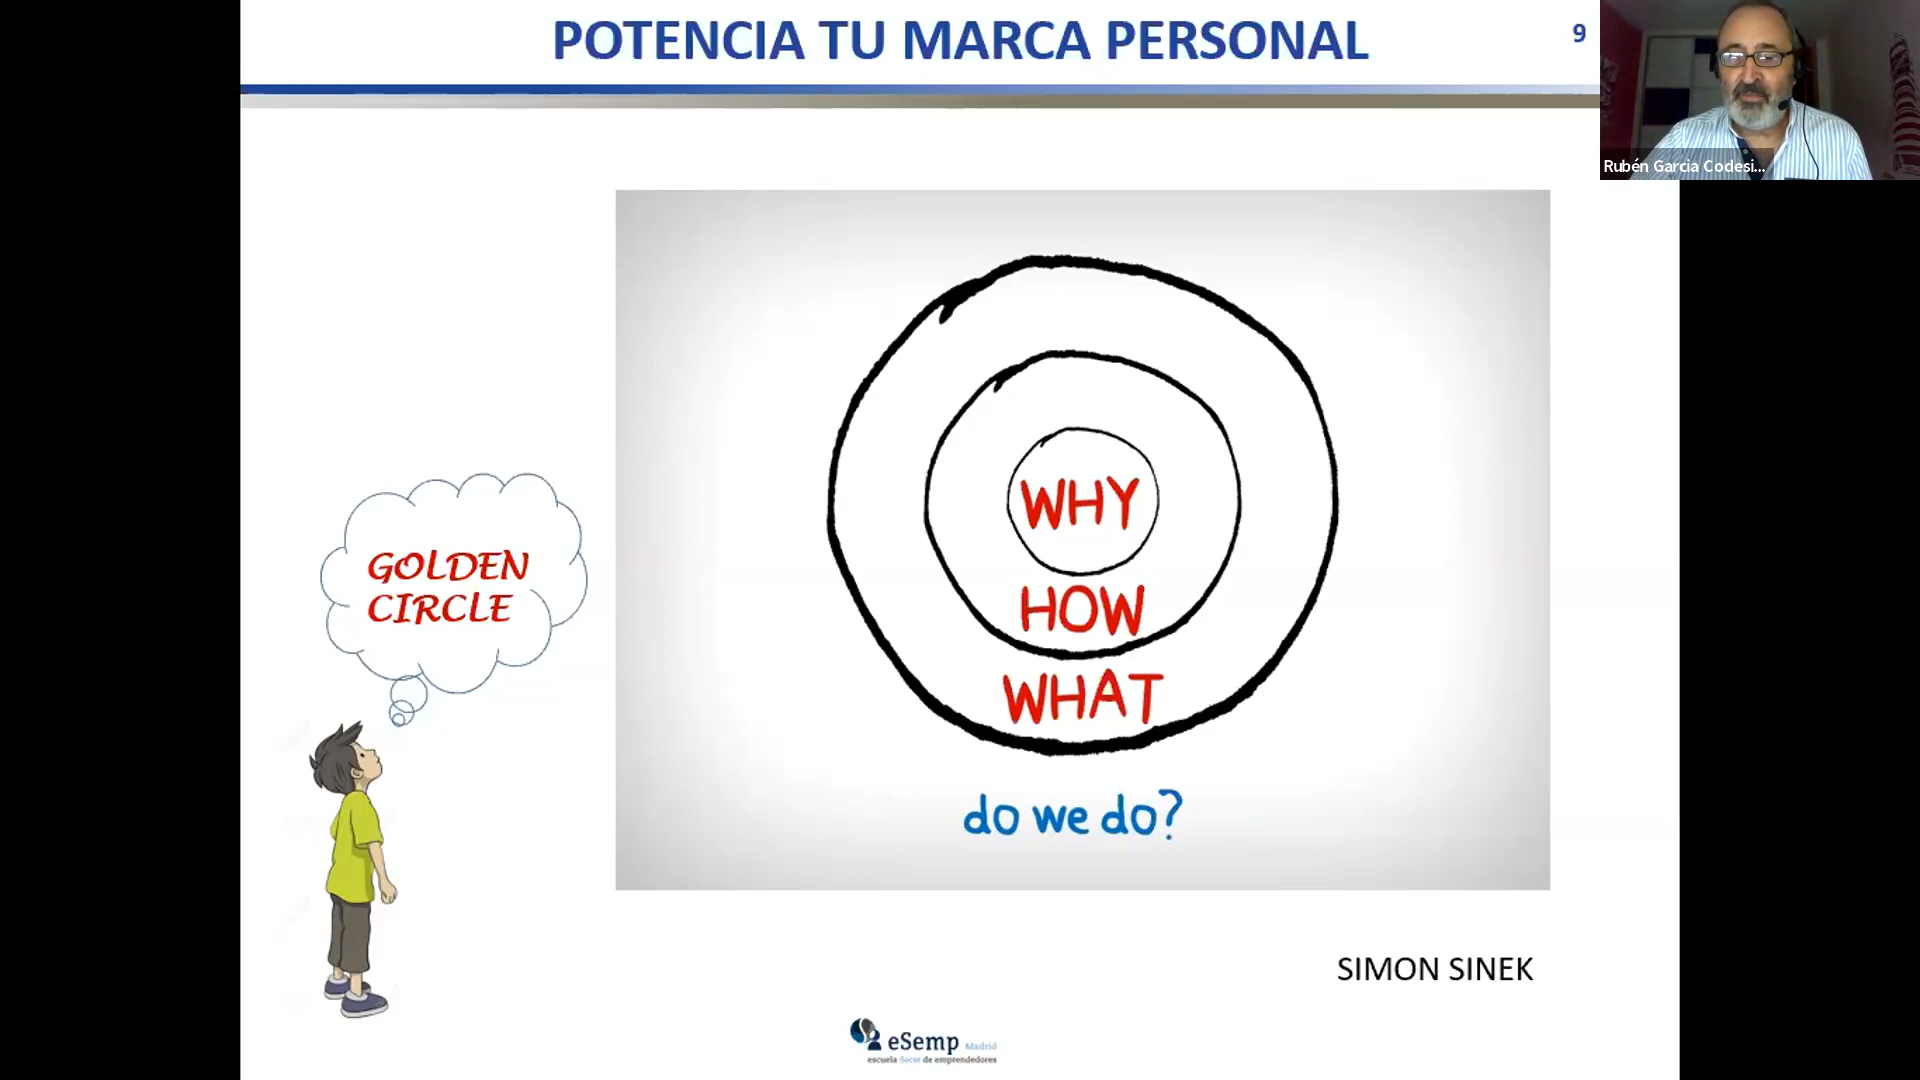 POTENCIA TU MARCA PERSONAL
9
Rubén Garcia Codesi...
WHY
HOW
WHAT
do we do?
GOLDEN
CIRCLE
SIMON SINEK
eSemp Madrid
escuela Secot de emprendedores